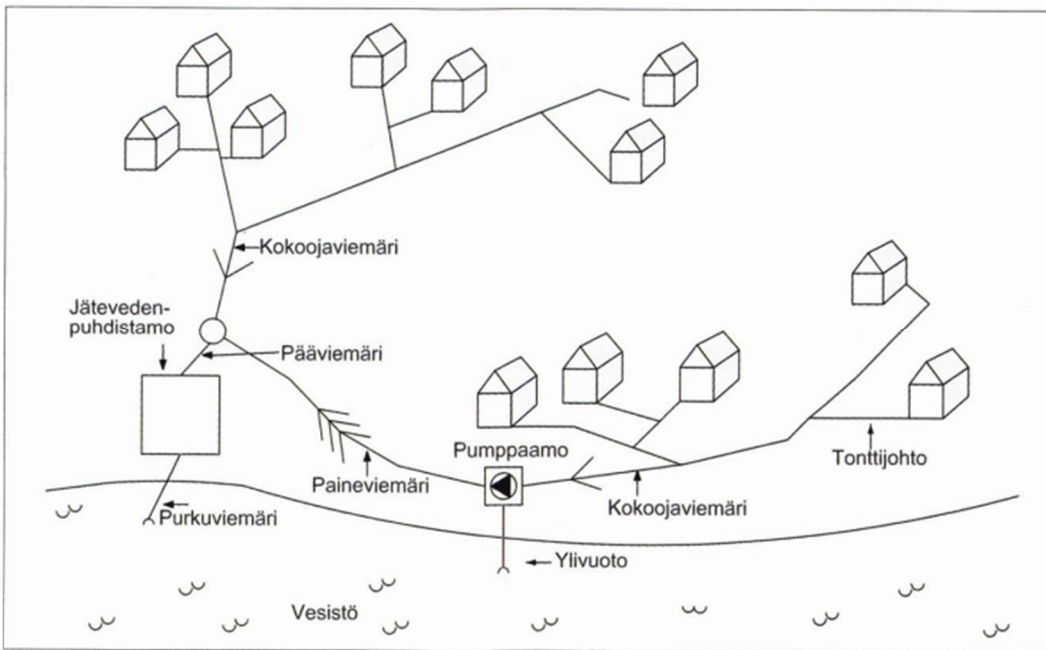 Kokoojaviemäri
Jäteveden-
puhdistamo
Pääviemäri
Pumppaamo
Paineviemäri
Tonttijohto
Kokoojaviemäri
Purkuviemäri
Ylivuoto
Vesistö